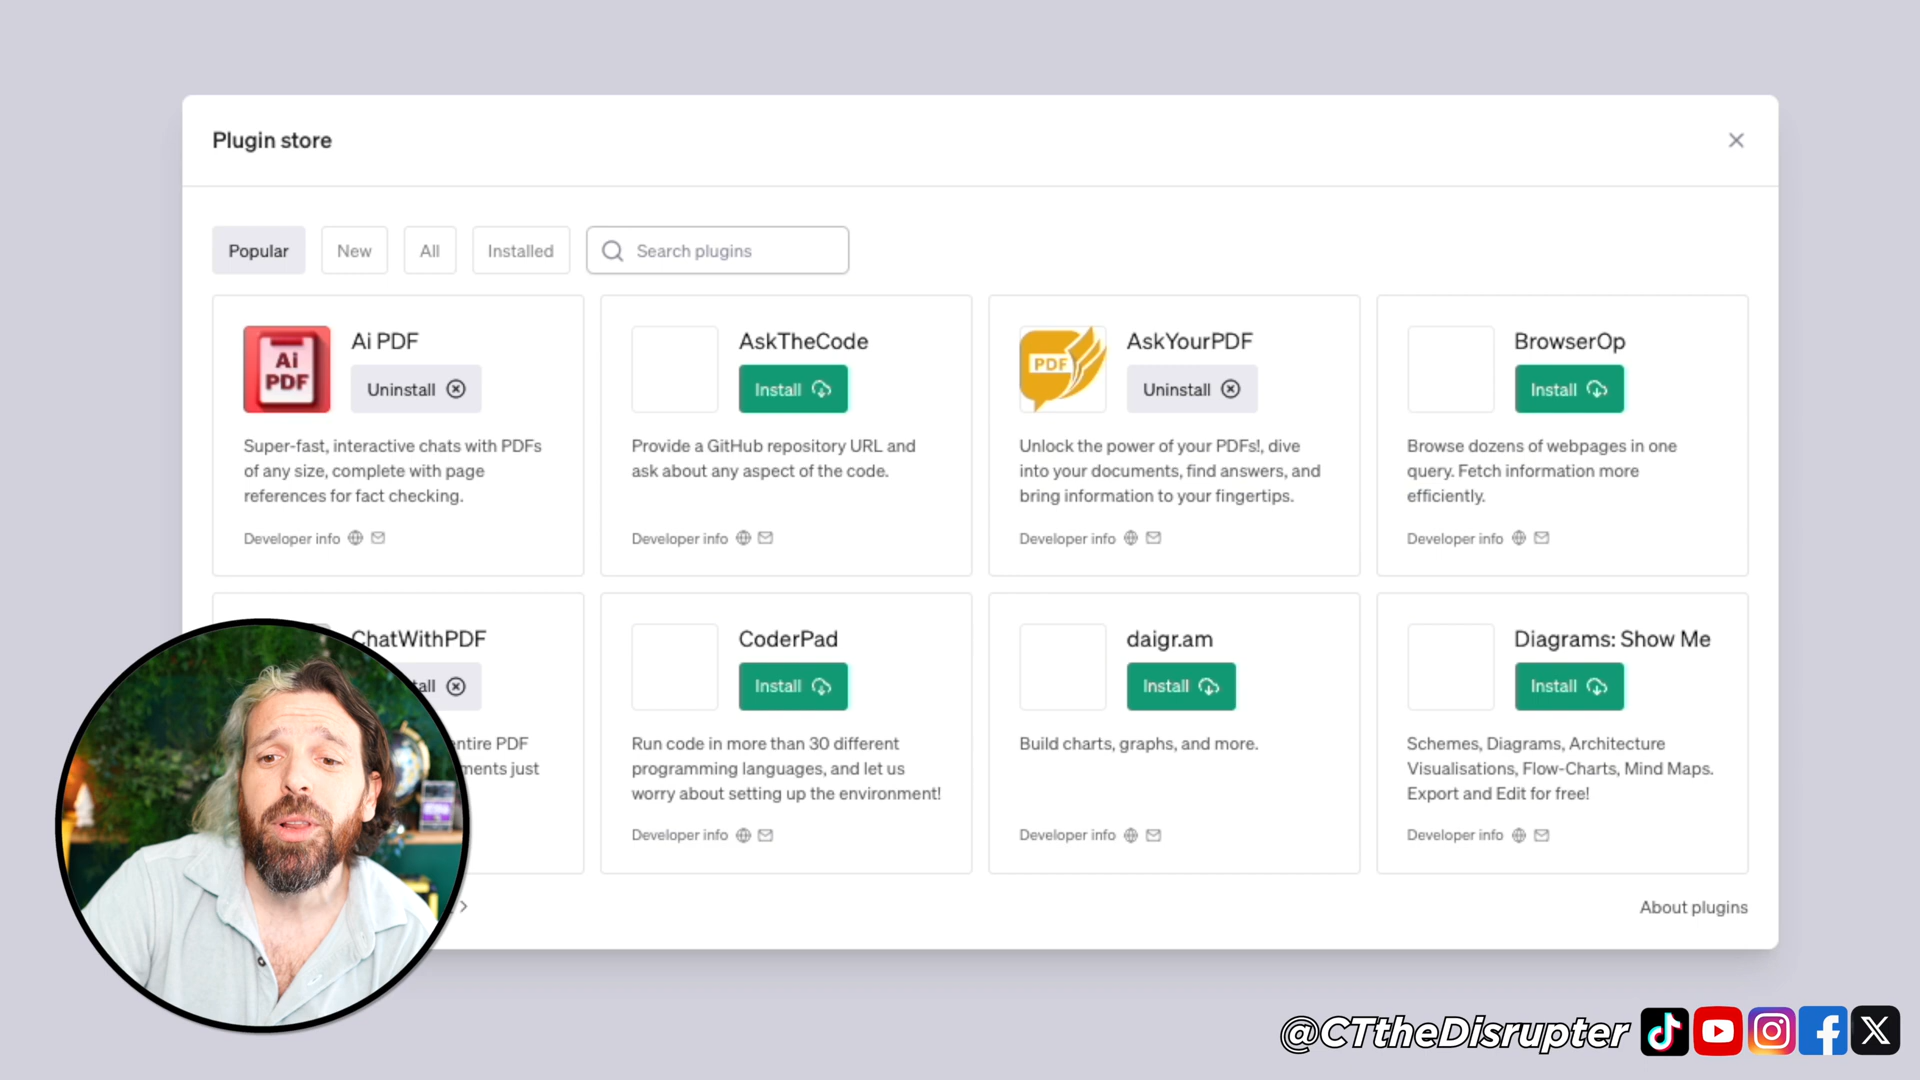 Plugin store
Popular
New
All
Installed
Search plugins
Ai PDF
Ai PDF
Uninstall
Super-fast, interactive chats with PDFs
of any size, complete with page
references for fact checking.
Developer info
AskTheCode
Install
Provide a GitHub repository URL and
ask about any aspect of the code.
Developer info
PDF
AskYourPDF
Uninstall
Unlock the power of your PDFs!, dive
into your documents, find answers, and
bring information to your fingertips.
Developer info
BrowserOp
Install
Browse dozens of webpages in one
query. Fetch information more
efficiently.
Developer info
ChatWithPDF
tall
entire PDF
ments just
CoderPad
Install
Run code in more than 30 different
programming languages, and let us
worry about setting up the environment!
Developer info
daigr.am
Install
Build charts, graphs, and more.
Developer info
Diagrams: Show Me
Install
Schemes, Diagrams, Architecture
Visualisations, Flow-Charts, Mind Maps.
Export and Edit for free!
Developer info
About plugins
@CTtheDisrupter